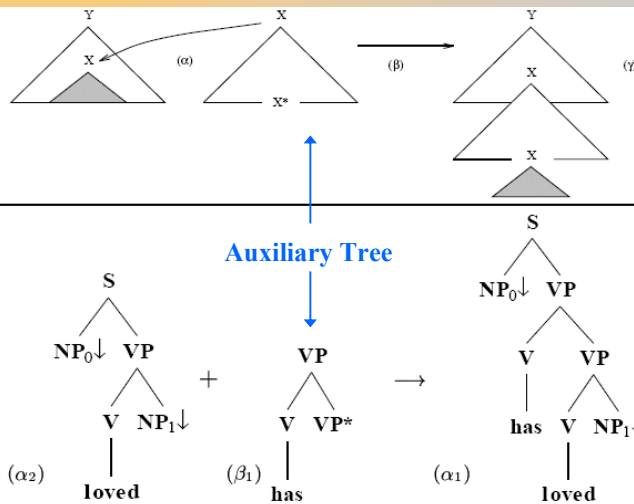 Y X Y
X (α) (β) X (γ)
X*
X
Auxiliary Tree
S
NP₀↓ VP
V NP₁↓
(α₂) loved
+
VP
V VP*
(β₁) has
→
S
NP₀↓ VP
V VP
has V NP₁↓
(α₁) loved